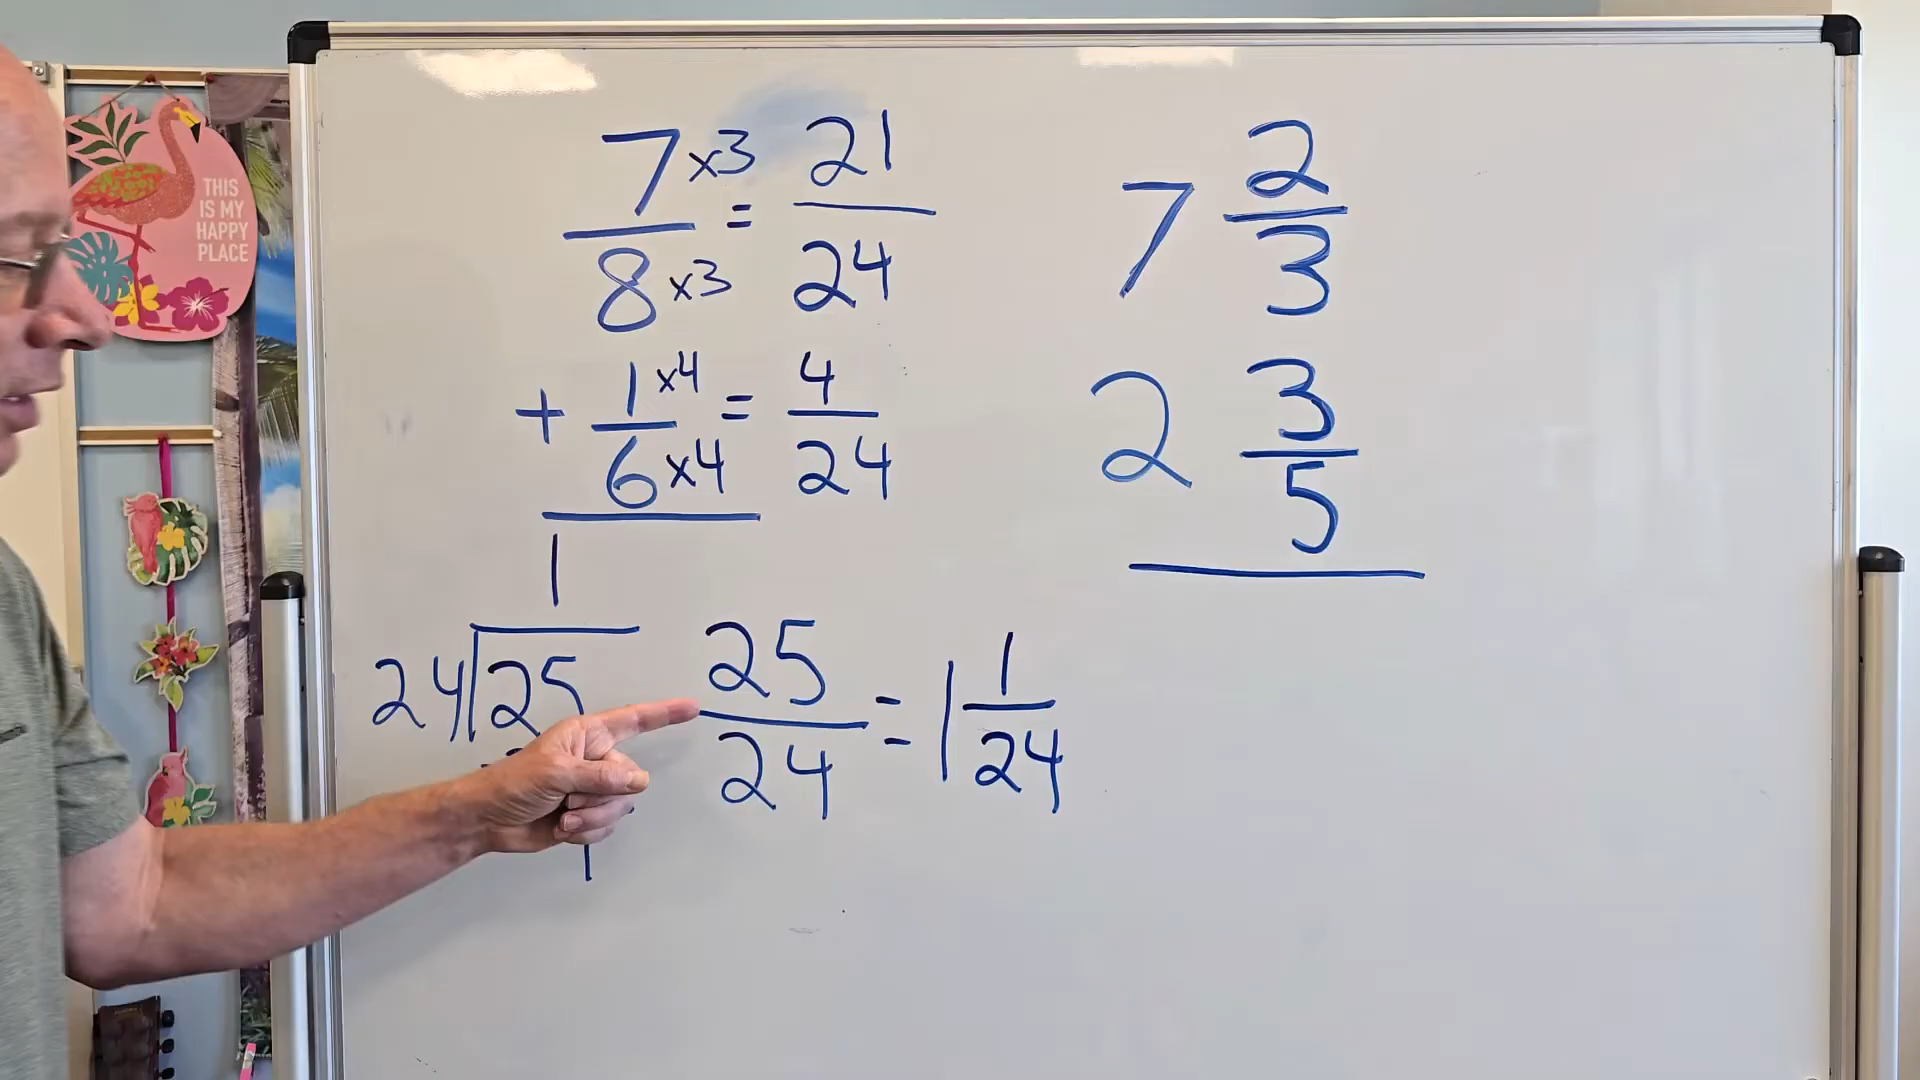 THIS
IS MY
HAPPY
PLACE
7 x3 = 21
8 x3 24
+ 1 x4 = 4
6 x4 24
1
24 25
1
25 = 1 1
24 24
7 2
3
2 3
5